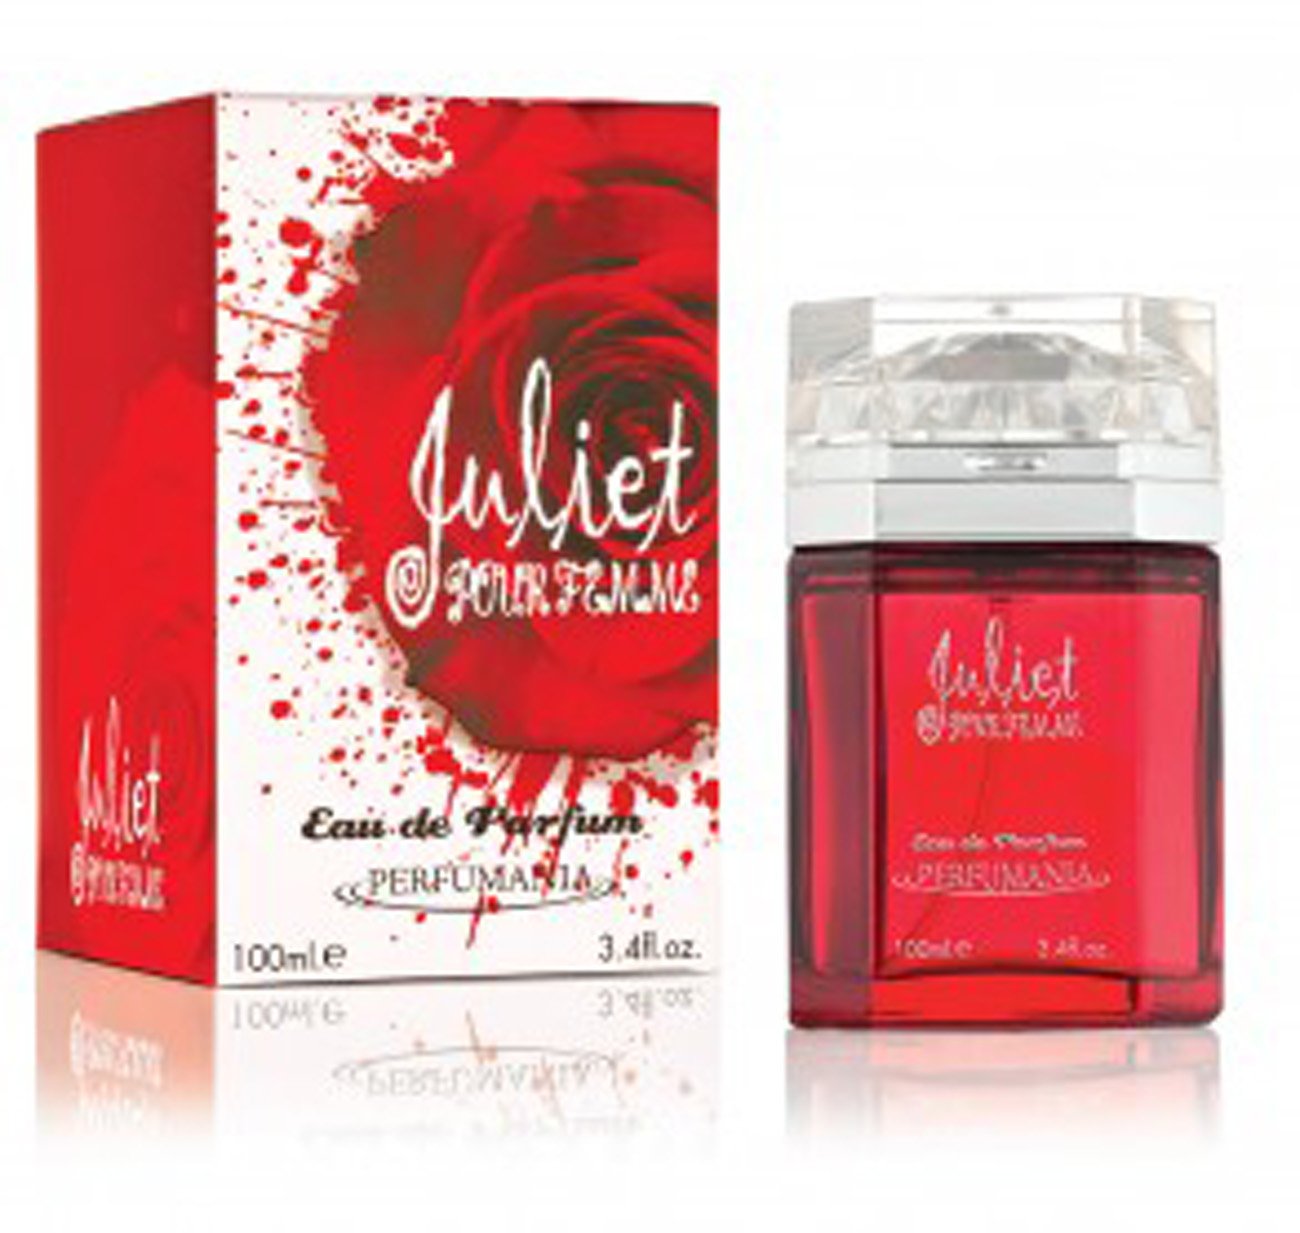 Juliet
POUR FEMME
Eau de Parfum
PERFUMANIA
100ml.e
3.4fl.oz.
Juliet
POUR FEMME
Juliet
POUR FEMME
Eau de Parfum
PERFUMANIA
100ml e
3.4fl.oz.